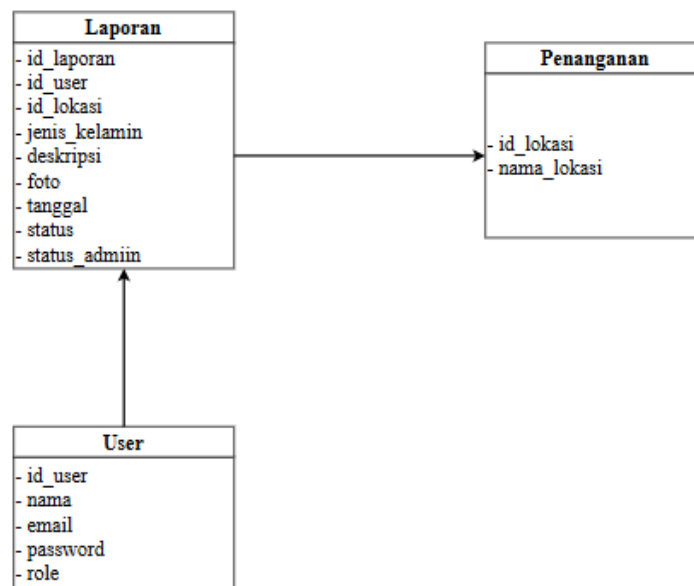 Laporan
- id_laporan
- id_user
- id_lokasi
- jenis_kelamin
- deskripsi
- foto
- tanggal
- status
- status_admiin
Penanganan
- id_lokasi
- nama_lokasi
User
- id_user
- nama
- email
- password
- role